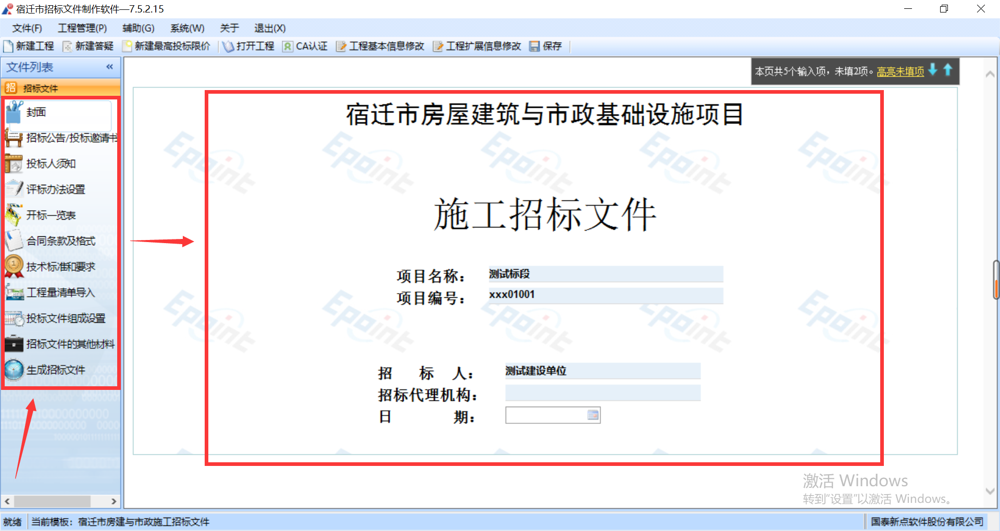 宿迁市招标文件制作软件—7.5.2.15
文件(F) 工程管理(P) 辅助(G) 系统(W) 关于 退出(X)
新建工程 新建答疑 新建最高投标限价 打开工程 CA认证 工程基本信息修改 工程扩展信息修改 保存
文件列表 «
招 招标文件
封面
招标公告/投标邀请书
投标人须知
评标办法设置
开标一览表
合同条款及格式
技术标准和要求
工程量清单导入
投标文件组成设置
招标文件的其他材料
生成招标文件
本页共5个输入项，未填2项。高亮未填项
宿迁市房屋建筑与市政基础设施项目
施工招标文件
项目名称： 测试标段
项目编号： xxx01001
招 标 人： 测试建设单位
招标代理机构：
日 期：
Epoint Epoint Epoint Epoint Epoint
Epoint Epoint Epoint Epoint Epoint
激活 Windows
转到“设置”以激活 Windows。
就绪 当前模板：宿迁市房建与市政施工招标文件 国泰新点软件股份有限公司